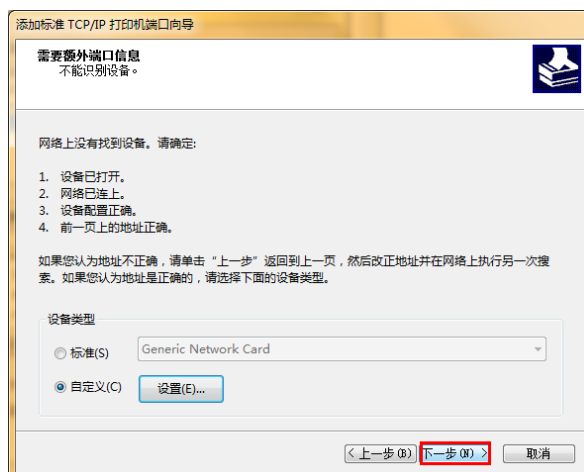 添加标准 TCP/IP 打印机端口向导
需要额外端口信息
不能识别设备。
网络上没有找到设备。请确定:
1. 设备已打开。
2. 网络已连上。
3. 设备配置正确。
4. 前一页上的地址正确。
如果您认为地址不正确，请单击“上一步”返回到上一页，然后改正地址并在网络上执行另一次搜
索。如果您认为地址是正确的，请选择下面的设备类型。
设备类型
标准(S) Generic Network Card
自定义(C) 设置(E)...
< 上一步(B) 下一步(N) > 取消